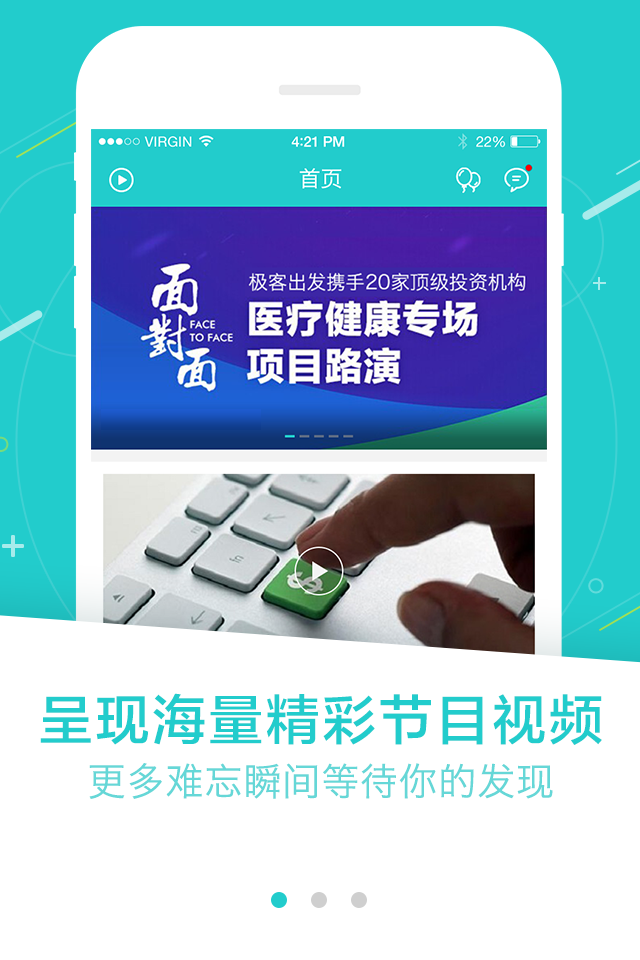 VIRGIN
4:21 PM
22%
首页
面對面
FACE
TO FACE
极客出发携手20家顶级投资机构
医疗健康专场
项目路演
呈现海量精彩节目视频
更多难忘瞬间等待你的发现